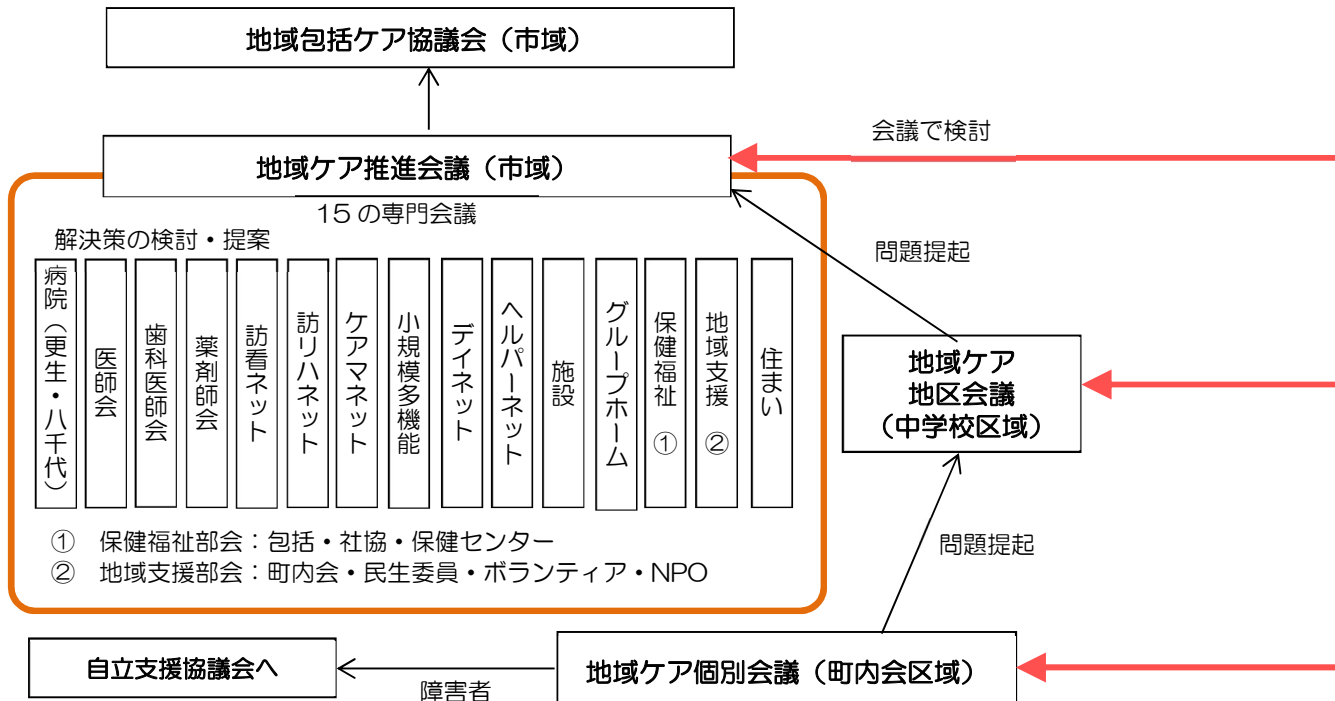 地域包括ケア協議会（市域）
会議で検討
地域ケア推進会議（市域）
15の専門会議
解決策の検討・提案
問題提起
病院（更生・八千代）
医師会
歯科医師会
薬剤師会
訪看ネット
訪リハネット
ケアマネット
小規模多機能
デイネット
ヘルパーネット
施設
グループホーム
保健福祉 ①
地域支援 ②
住まい
地域ケア
地区会議
（中学校区域）
① 保健福祉部会：包括・社協・保健センター
② 地域支援部会：町内会・民生委員・ボランティア・NPO
問題提起
自立支援協議会へ
障害者
地域ケア個別会議（町内会区域）